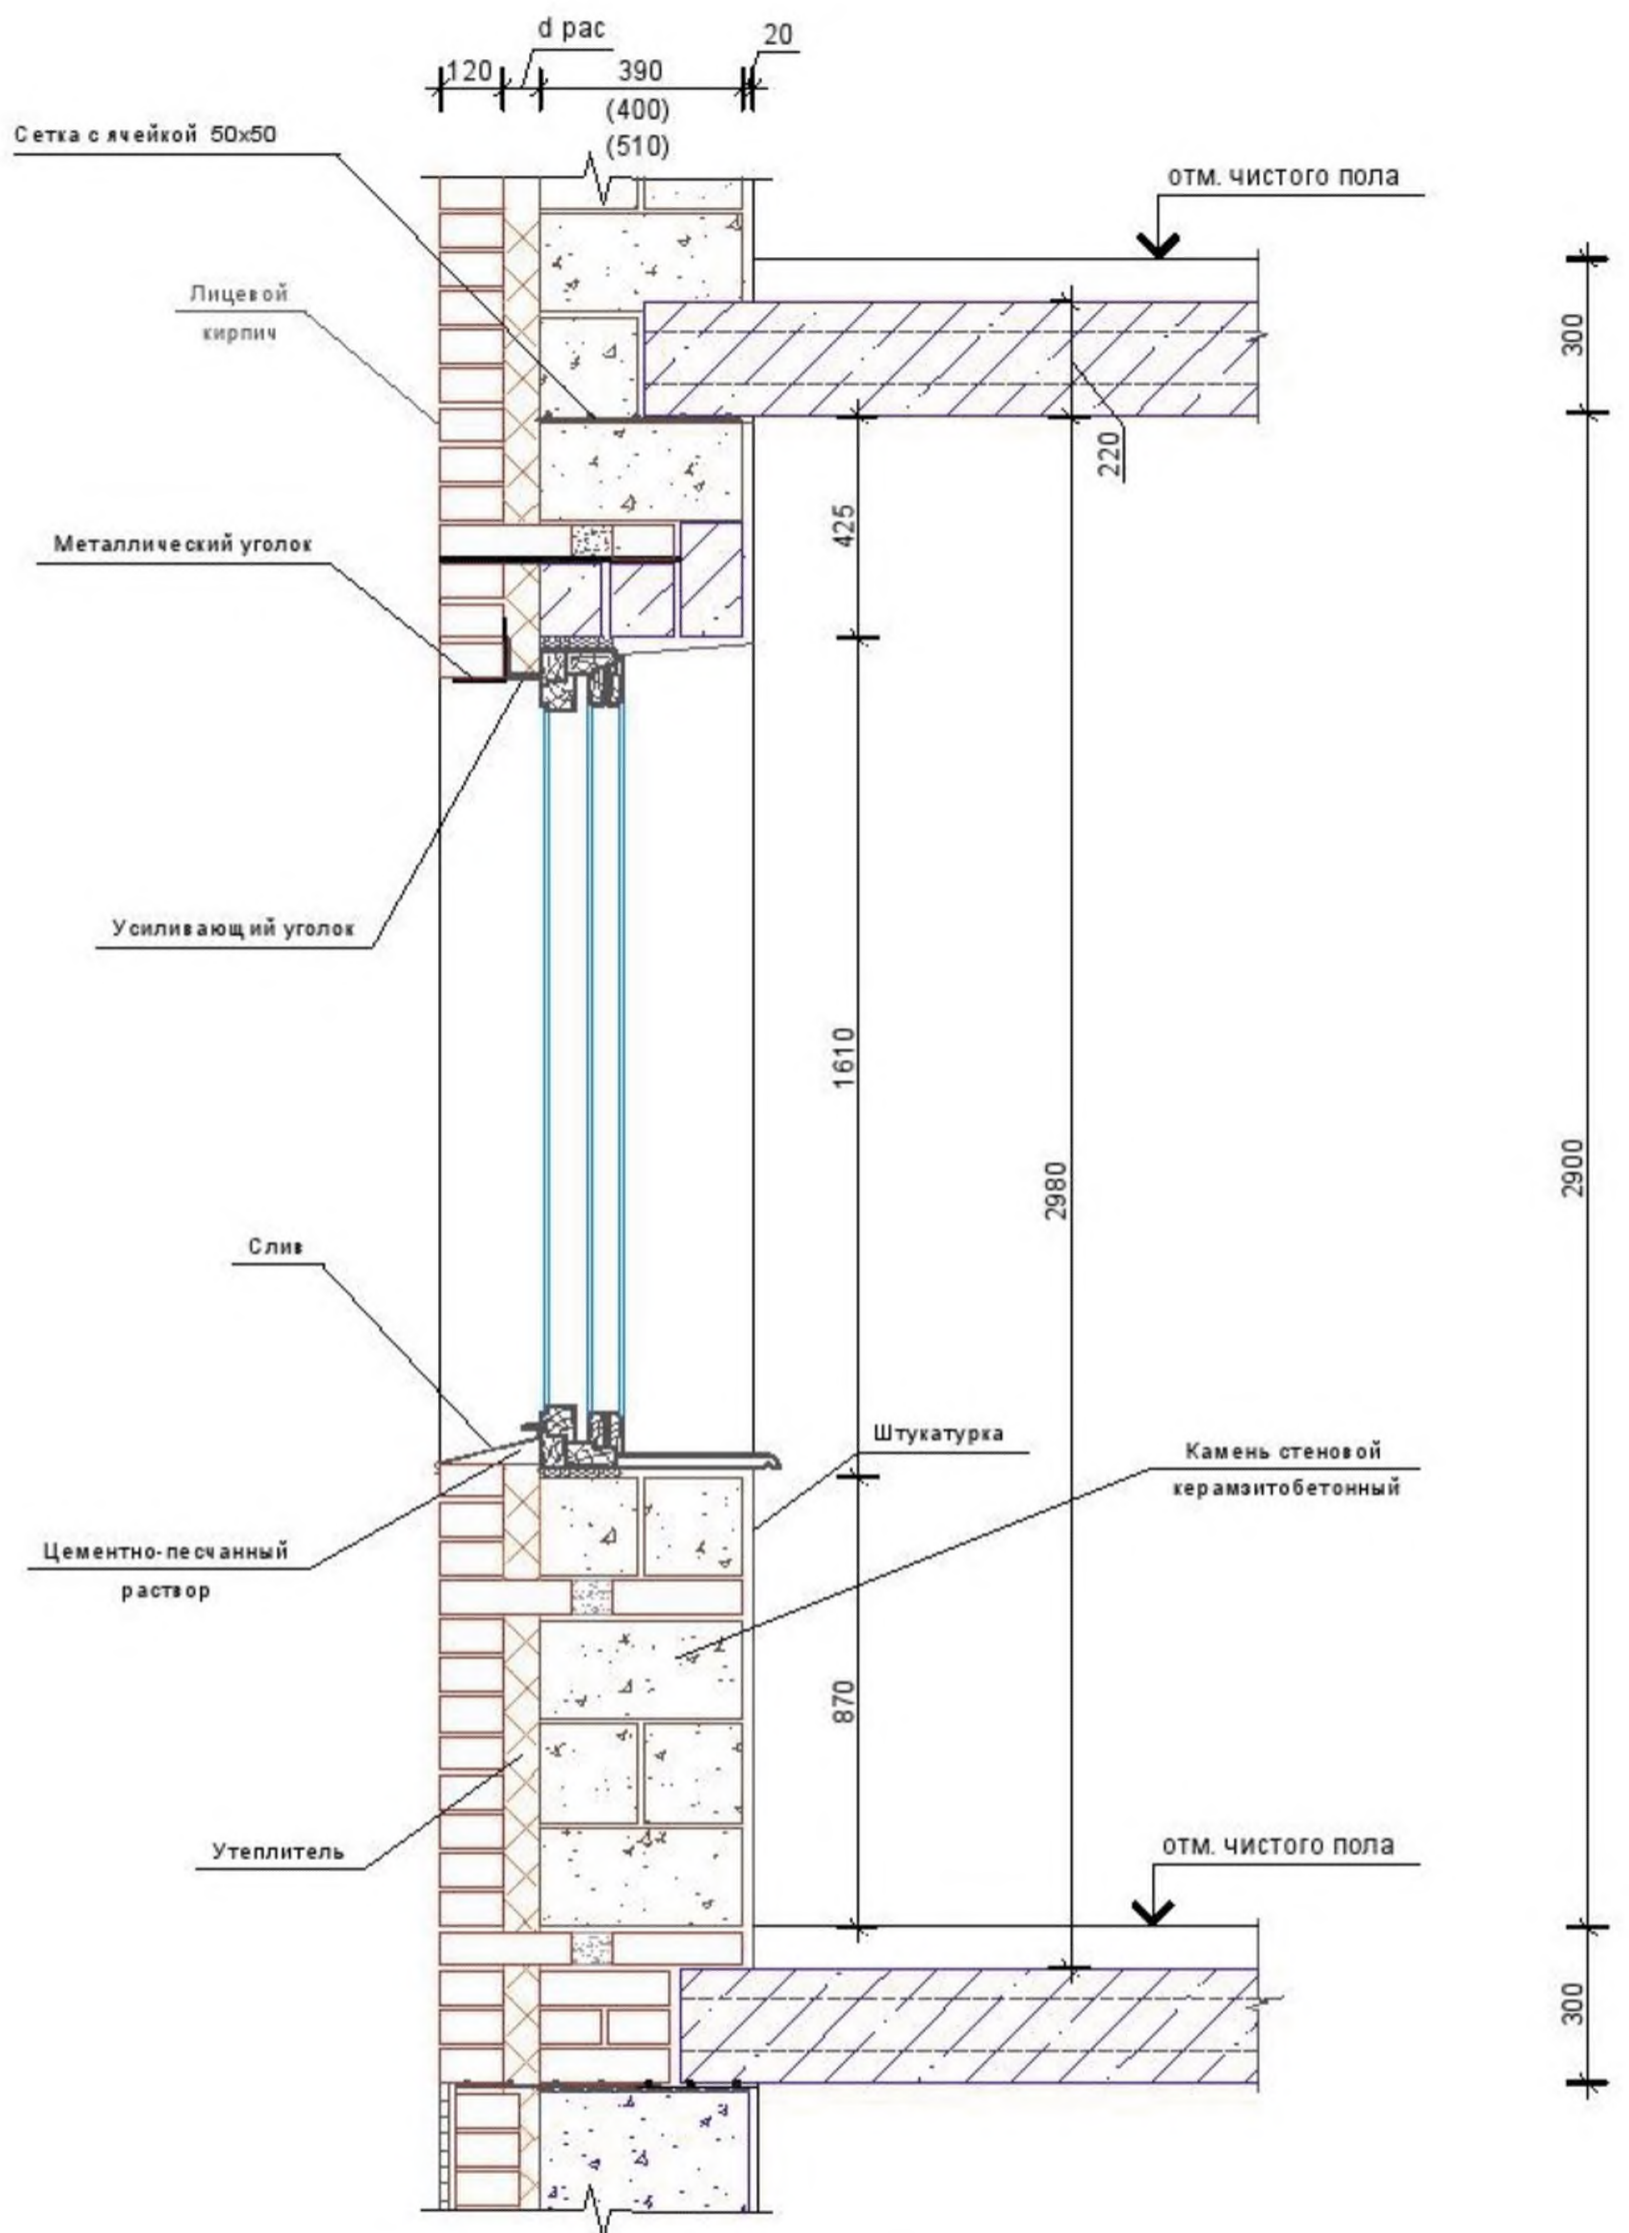 d рас
20
120
390
(400)
(510)
Сетка с ячейкой 50x50
отм. чистого пола
Лицевой
кирпич
300
220
425
Металлический уголок
Усиливающий уголок
1610
2980
2900
Слив
Штукатурка
Камень стеновой
керамзитобетонный
Цементно-песчанный
раствор
870
Утеплитель
отм. чистого пола
300